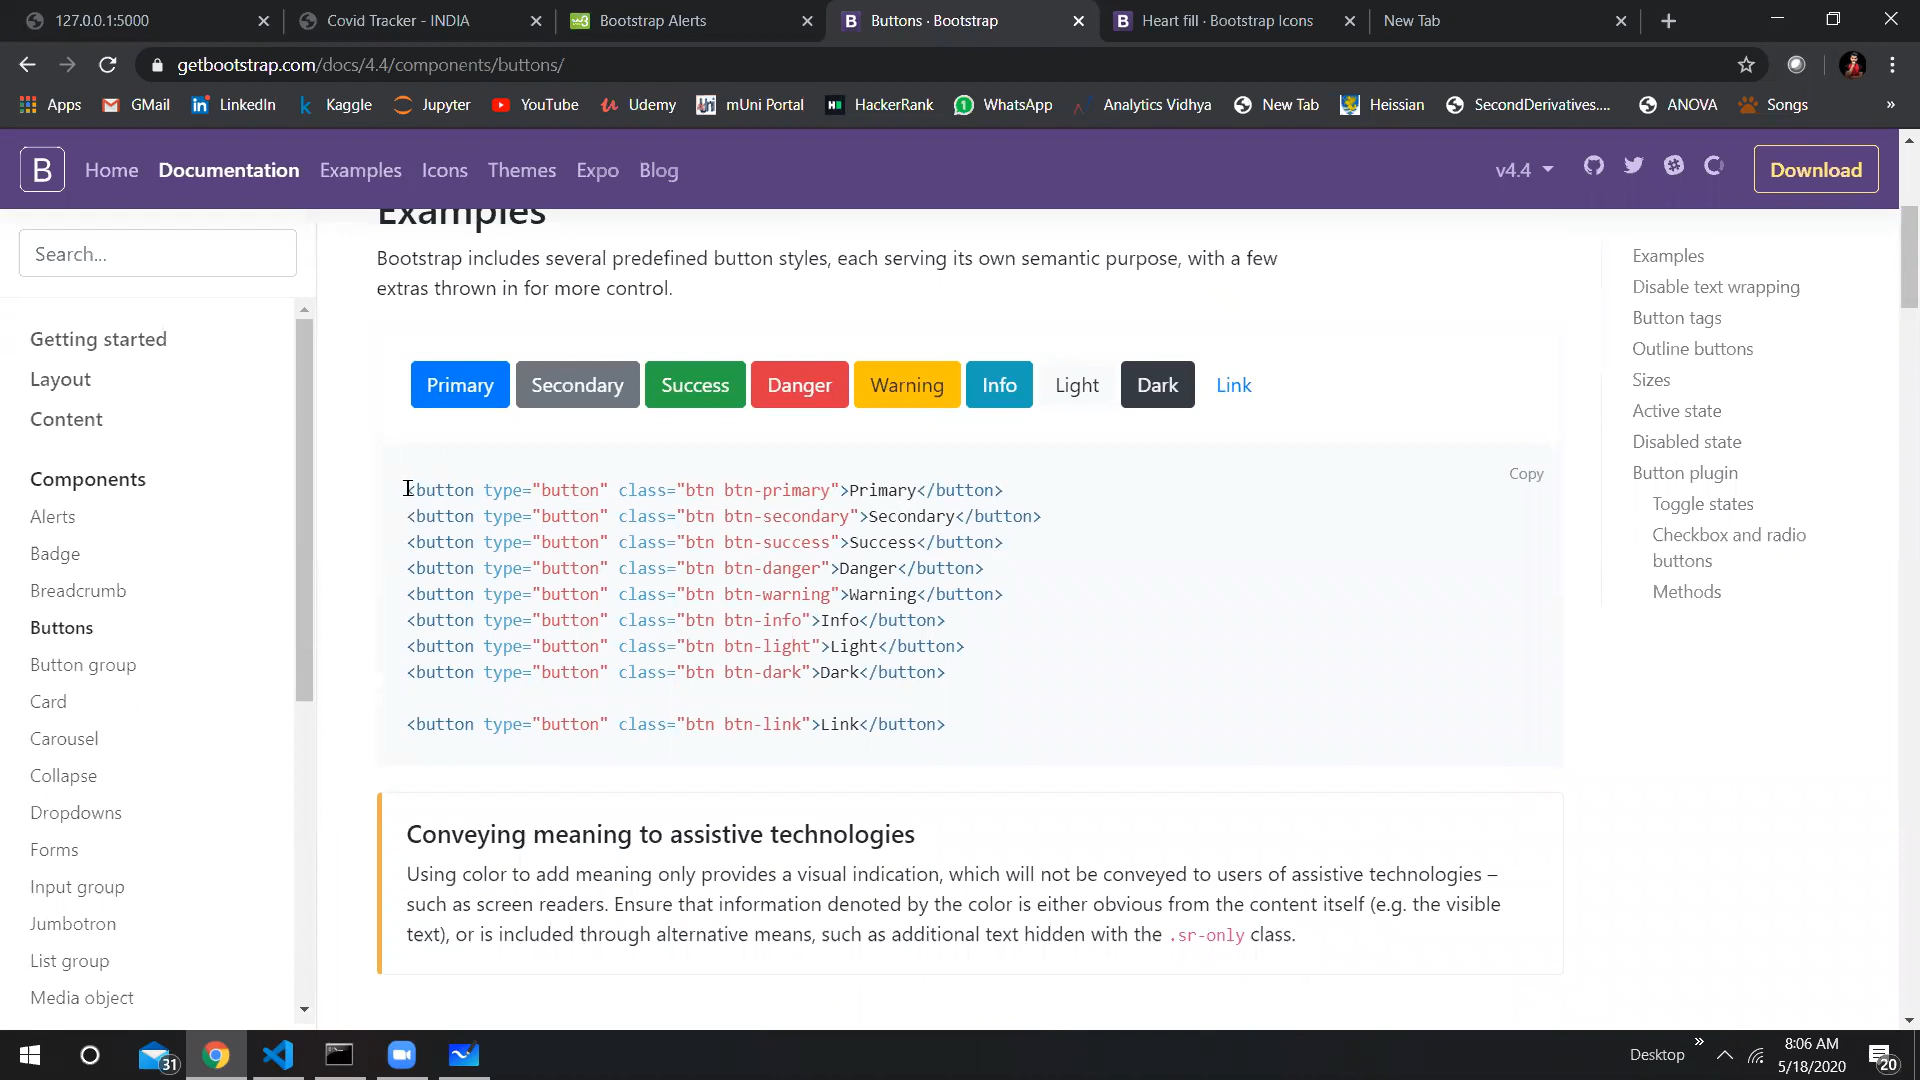 127.0.0.1:5000
Covid Tracker - INDIA
Bootstrap Alerts
Buttons · Bootstrap
Heart fill · Bootstrap Icons
New Tab
getbootstrap.com/docs/4.4/components/buttons/
Apps
GMail
LinkedIn
Kaggle
Jupyter
YouTube
Udemy
mUni Portal
HackerRank
WhatsApp
Analytics Vidhya
New Tab
Heissian
SecondDerivatives....
ANOVA
Songs
»
B
Home
Documentation
Examples
Icons
Themes
Expo
Blog
v4.4
Download
Search...
Getting started
Layout
Content
Components
Alerts
Badge
Breadcrumb
Buttons
Button group
Card
Carousel
Collapse
Dropdowns
Forms
Input group
Jumbotron
List group
Media object
Examples
Bootstrap includes several predefined button styles, each serving its own semantic purpose, with a few
extras thrown in for more control.
Primary Secondary Success Danger Warning Info Light Dark Link
Copy
<button type="button" class="btn btn-primary">Primary</button>
<button type="button" class="btn btn-secondary">Secondary</button>
<button type="button" class="btn btn-success">Success</button>
<button type="button" class="btn btn-danger">Danger</button>
<button type="button" class="btn btn-warning">Warning</button>
<button type="button" class="btn btn-info">Info</button>
<button type="button" class="btn btn-light">Light</button>
<button type="button" class="btn btn-dark">Dark</button>
<button type="button" class="btn btn-link">Link</button>
Conveying meaning to assistive technologies
Using color to add meaning only provides a visual indication, which will not be conveyed to users of assistive technologies –
such as screen readers. Ensure that information denoted by the color is either obvious from the content itself (e.g. the visible
text), or is included through alternative means, such as additional text hidden with the .sr-only class.
Examples
Disable text wrapping
Button tags
Outline buttons
Sizes
Active state
Disabled state
Button plugin
Toggle states
Checkbox and radio
buttons
Methods
31
Desktop
»
8:06 AM
5/18/2020
20